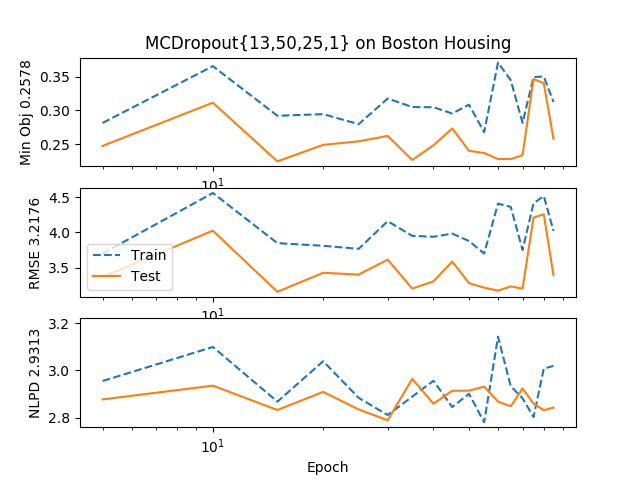 MCDropout{13,50,25,1} on Boston Housing
Min Obj 0.2578
0.35
0.30
0.25
10¹
RMSE 3.2176
4.5
4.0
3.5
Train
Test
10¹
NLPD 2.9313
3.2
3.0
2.8
10¹
Epoch